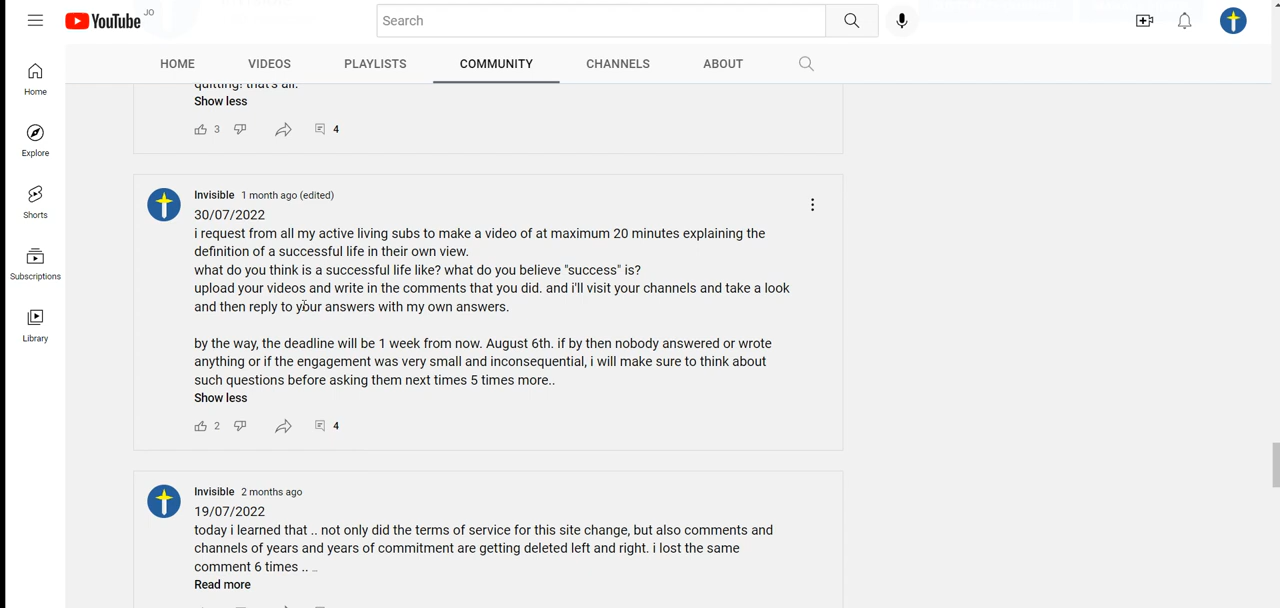 YouTube JO
Search
HOME
VIDEOS
PLAYLISTS
COMMUNITY
CHANNELS
ABOUT
Home
Explore
Shorts
Subscriptions
Library
quitting! that's all.
Show less
3
4
Invisible 1 month ago (edited)
30/07/2022
i request from all my active living subs to make a video of at maximum 20 minutes explaining the
definition of a successful life in their own view.
what do you think is a successful life like? what do you believe "success" is?
upload your videos and write in the comments that you did. and i'll visit your channels and take a look
and then reply to your answers with my own answers.
by the way, the deadline will be 1 week from now. August 6th. if by then nobody answered or wrote
anything or if the engagement was very small and inconsequential, i will make sure to think about
such questions before asking them next times 5 times more..
Show less
2
4
Invisible 2 months ago
19/07/2022
today i learned that .. not only did the terms of service for this site change, but also comments and
channels of years and years of commitment are getting deleted left and right. i lost the same
comment 6 times .. ...
Read more